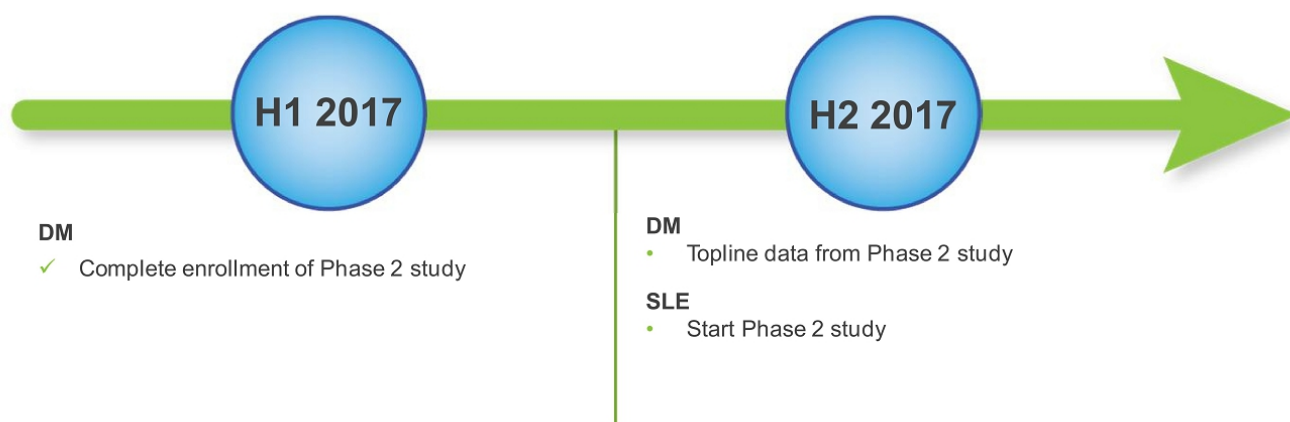 H1 2017
H2 2017
DM
✓ Complete enrollment of Phase 2 study
DM
• Topline data from Phase 2 study
SLE
• Start Phase 2 study